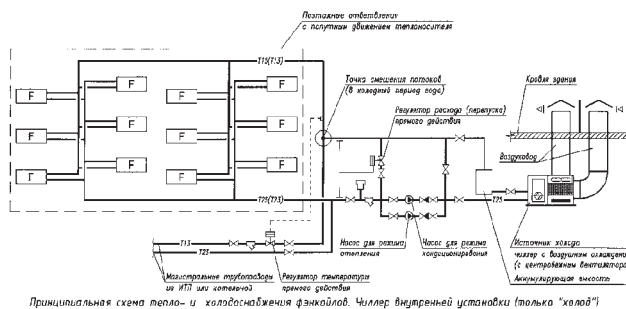 Поэтажные ответвления
с попутным движением теплоносителя
Т15(Т13)
Точка смешения потоков
(в холодный период года)
Кровля здания
Регулятор расхода (перепуска)
прямого действия
F F
F F
F F
F F
F F
F F
Воздуховод
Т25(Т23)
Т25
Т13
Т23
Насос для режима
отопления
Насос для режима
кондиционирования
Источник холода
чиллер с воздушным охлаждением
(с центробежным вентилятором)
Аккумулирующая емкость
Магистральные трубопроводы
из ИТП или котельной
Регулятор температуры
прямого действия
Принципиальная схема тепло- и холодоснабжения фэнкойлов. Чиллер внутренней установки (только "холод")